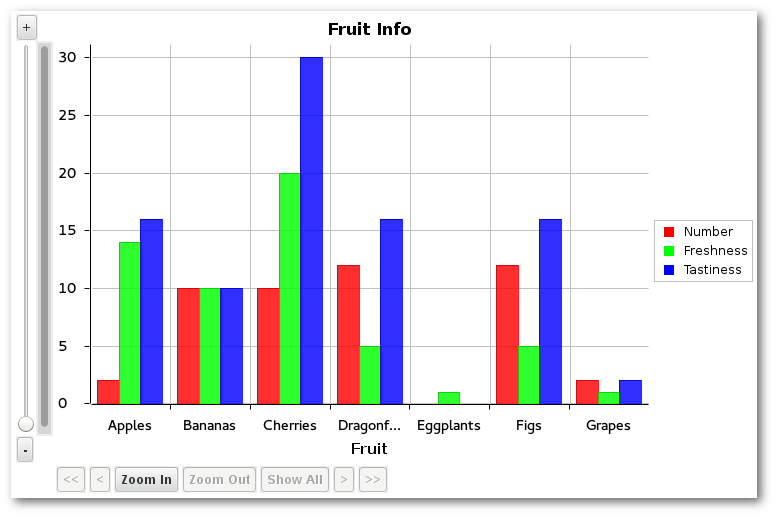 +
Fruit Info
30
25
20
15
10
5
0
Number
Freshness
Tastiness
Apples Bananas Cherries Dragonf... Eggplants Figs Grapes
Fruit
-
<< < Zoom In Zoom Out Show All > >>